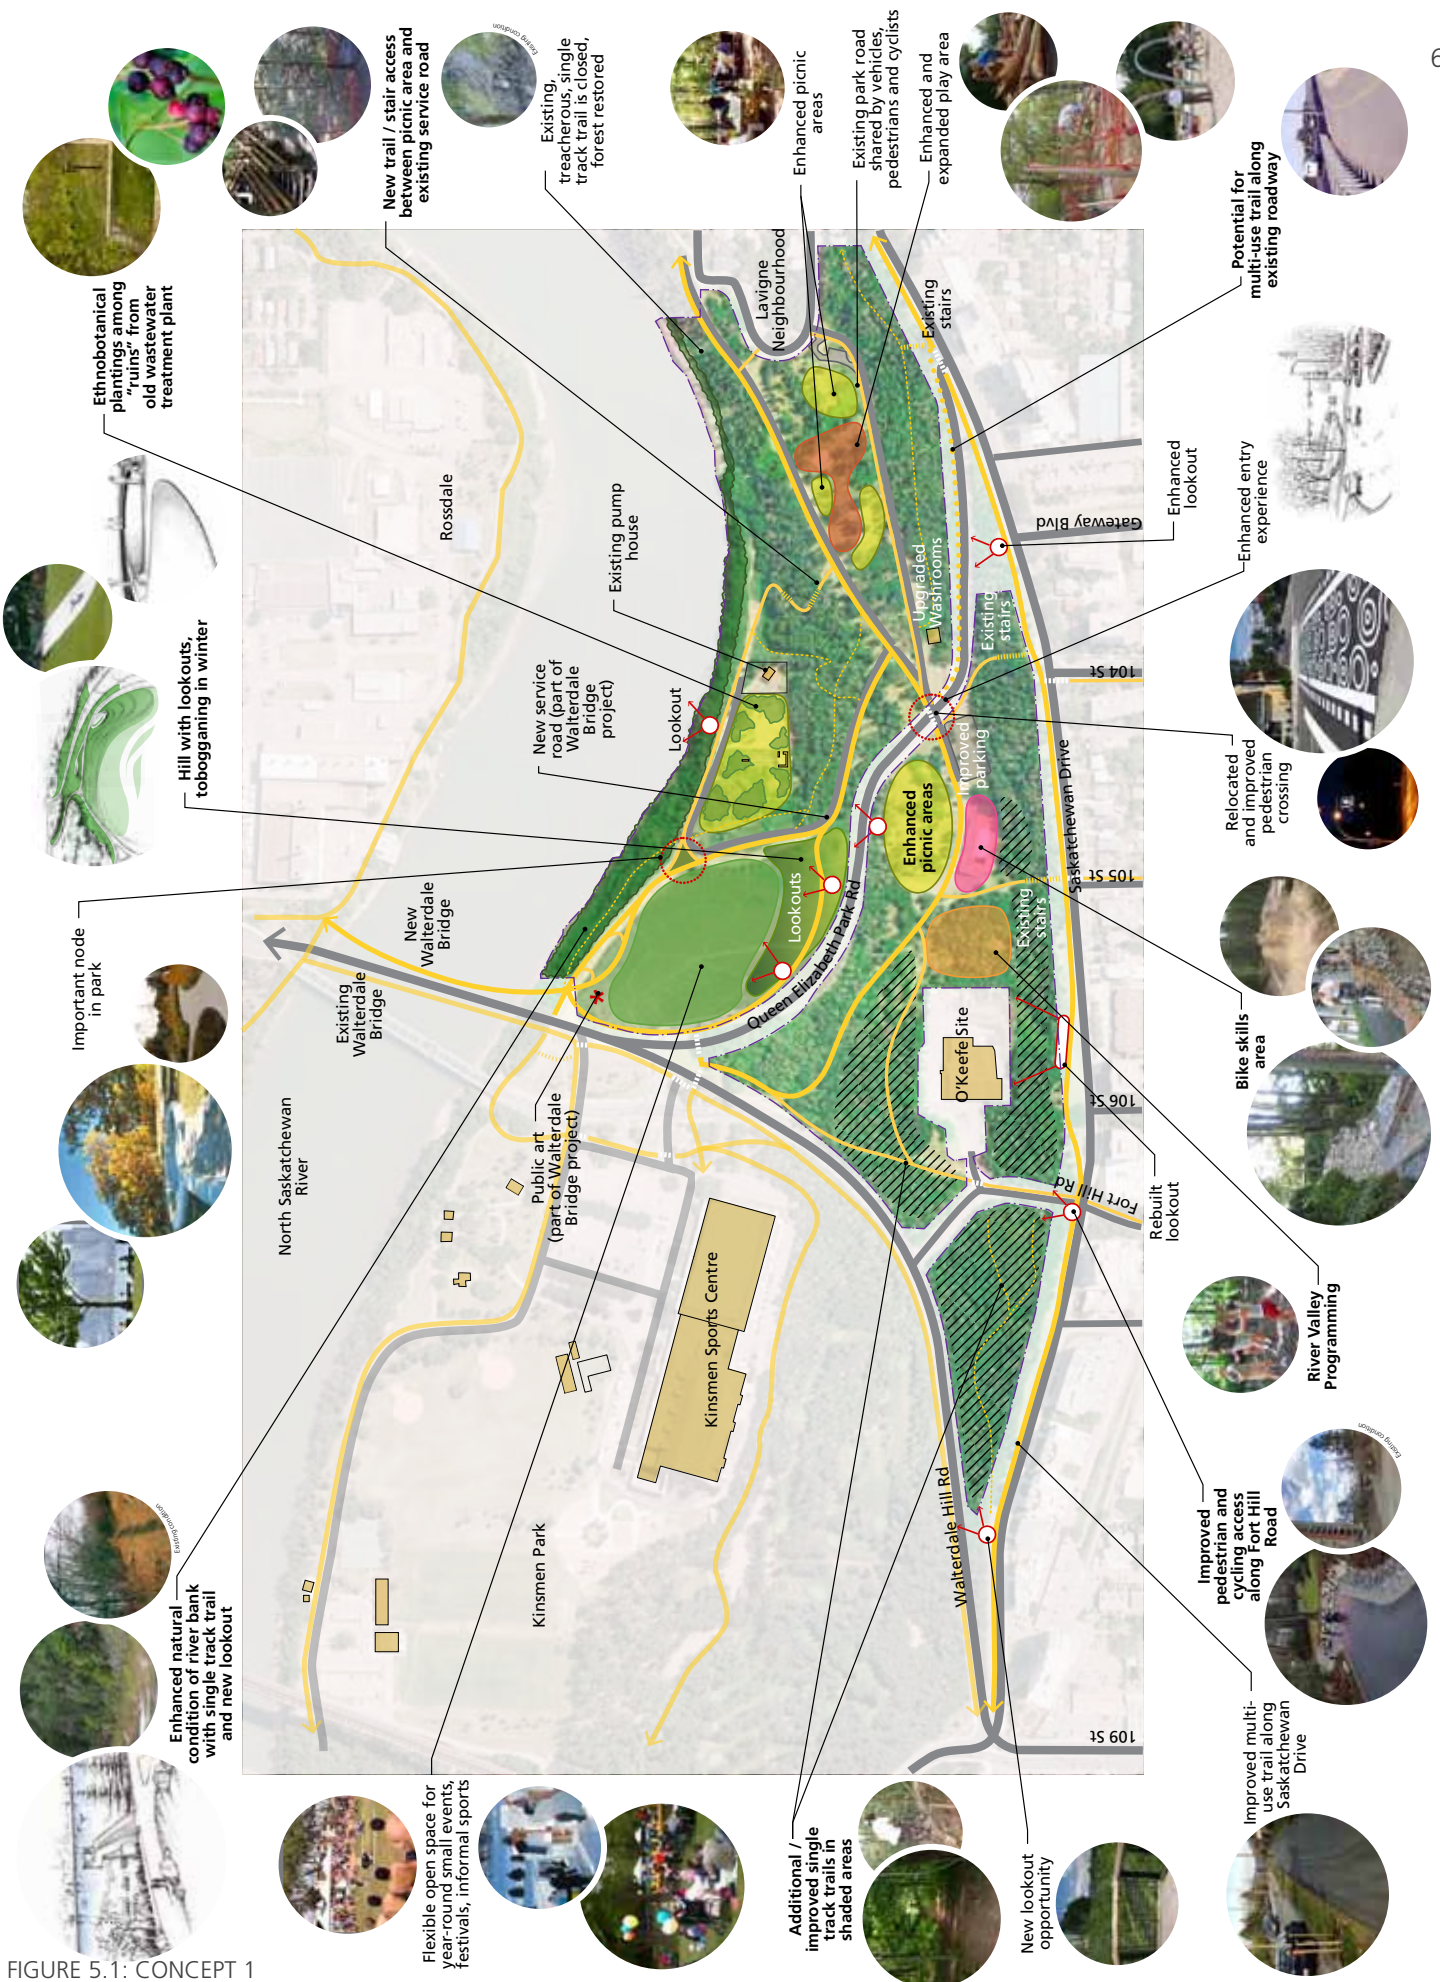 Ethnobotanical
plantings among
“ruins” from
old wastewater
treatment plant
New trail / stair access
between picnic area and
existing service road
Existing condition
Existing,
treacherous, single
track trail is closed,
forest restored
Enhanced picnic
areas
Existing park road
shared by vehicles,
pedestrians and cyclists
Enhanced and
expanded play area
6
Potential for
multi-use trail along
existing roadway
Hill with lookouts,
tobogganing in winter
Rossdale
Existing pump
house
New service
road (part of
Walterdale
Bridge
project)
Lookout
Lavigne
Neighbourhood
Existing
stairs
Upgraded
Washrooms
Existing
stairs
Gateway Blvd
Enhanced
lookout
Enhanced entry
experience
104 St
Relocated
and improved
pedestrian
crossing
Important node
in park
New
Walterdale
Bridge
Existing
Walterdale
Bridge
North Saskatchewan
River
Public art
(part of Walterdale
Bridge project)
Lookouts
Queen Elizabeth Park Rd
Enhanced
picnic areas
Improved
parking
Existing
stairs
Saskatchewan Drive
105 St
O'Keefe Site
106 St
Bike skills
area
Rebuilt
lookout
Fort Hill Rd
River Valley
Programming
Kinsmen Sports Centre
Kinsmen Park
Walterdale Hill Rd
109 St
Existing condition
Enhanced natural
condition of river bank
with single track trail
and new lookout
Flexible open space for
year-round small events,
festivals, informal sports
Additional /
improved single
track trails in
shaded areas
New lookout
opportunity
Improved
pedestrian and
cycling access
along Fort Hill
Road
Existing condition
Improved multi-
use trail along
Saskatchewan
Drive
FIGURE 5.1: CONCEPT 1